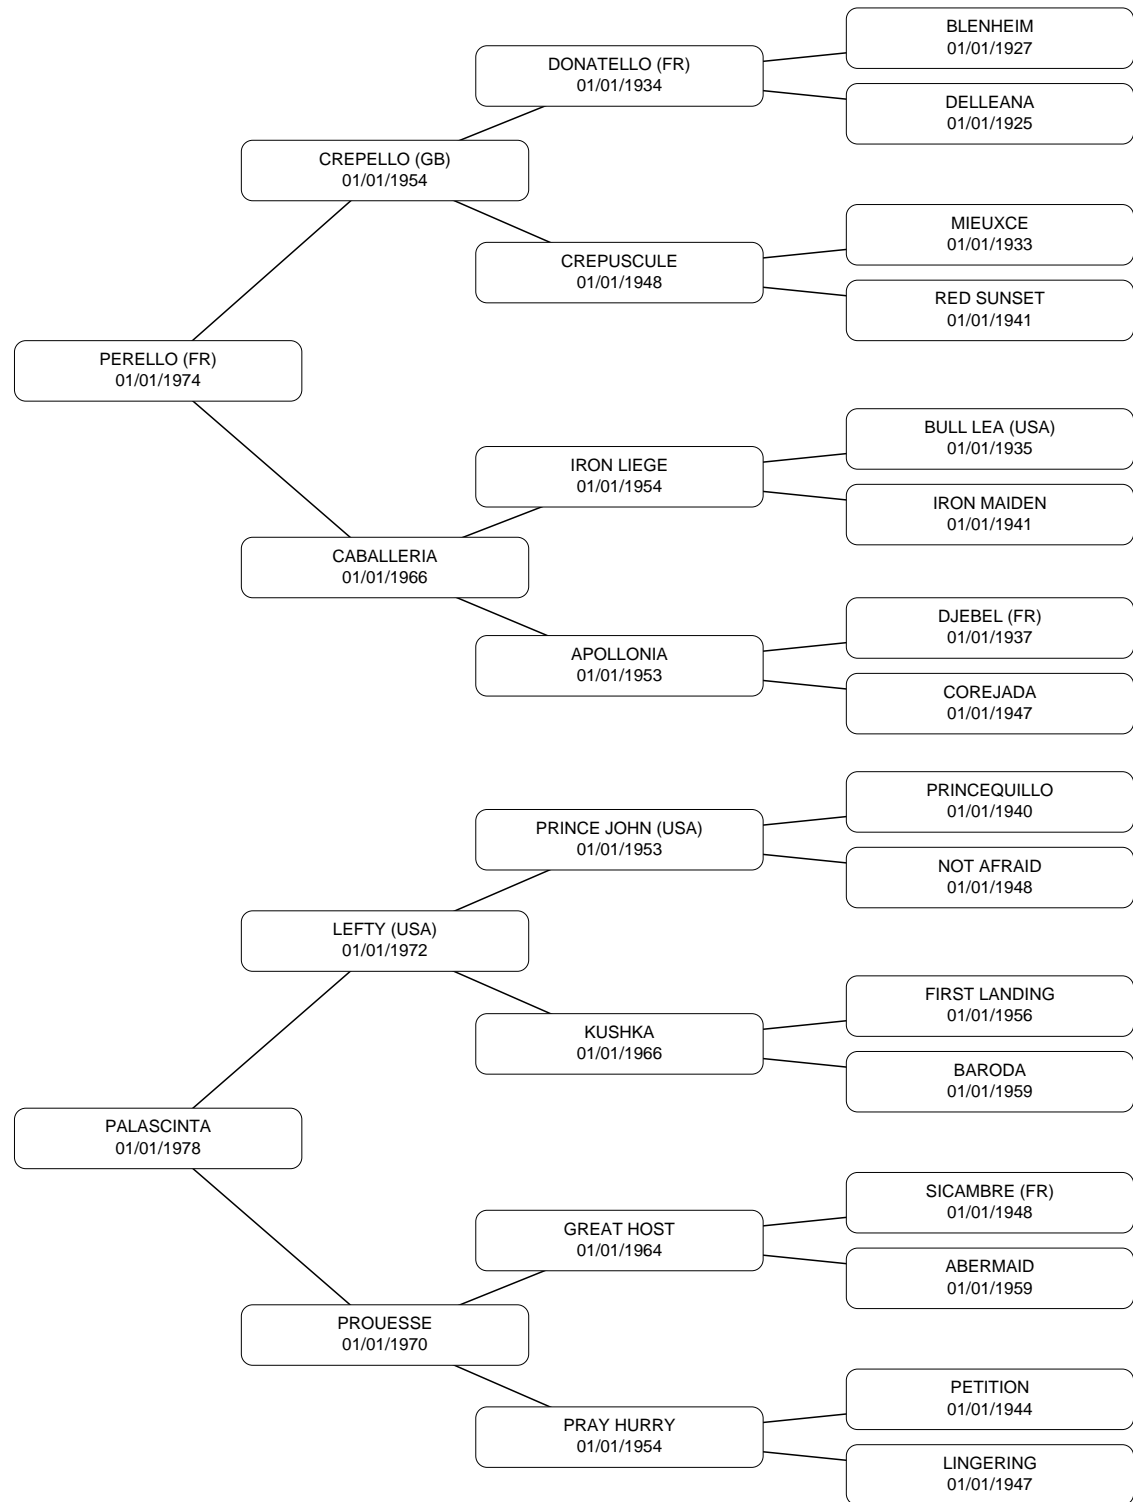 BLENHEIM
01/01/1927
DONATELLO (FR)
01/01/1934
DELLEANA
01/01/1925
CREPELLO (GB)
01/01/1954
MIEUXCE
01/01/1933
CREPUSCULE
01/01/1948
RED SUNSET
01/01/1941
PERELLO (FR)
01/01/1974
BULL LEA (USA)
01/01/1935
IRON LIEGE
01/01/1954
IRON MAIDEN
01/01/1941
CABALLERIA
01/01/1966
DJEBEL (FR)
01/01/1937
APOLLONIA
01/01/1953
COREJADA
01/01/1947
PRINCEQUILLO
01/01/1940
PRINCE JOHN (USA)
01/01/1953
NOT AFRAID
01/01/1948
LEFTY (USA)
01/01/1972
FIRST LANDING
01/01/1956
KUSHKA
01/01/1966
BARODA
01/01/1959
PALASCINTA
01/01/1978
SICAMBRE (FR)
01/01/1948
GREAT HOST
01/01/1964
ABERMAID
01/01/1959
PROUESSE
01/01/1970
PETITION
01/01/1944
PRAY HURRY
01/01/1954
LINGERING
01/01/1947